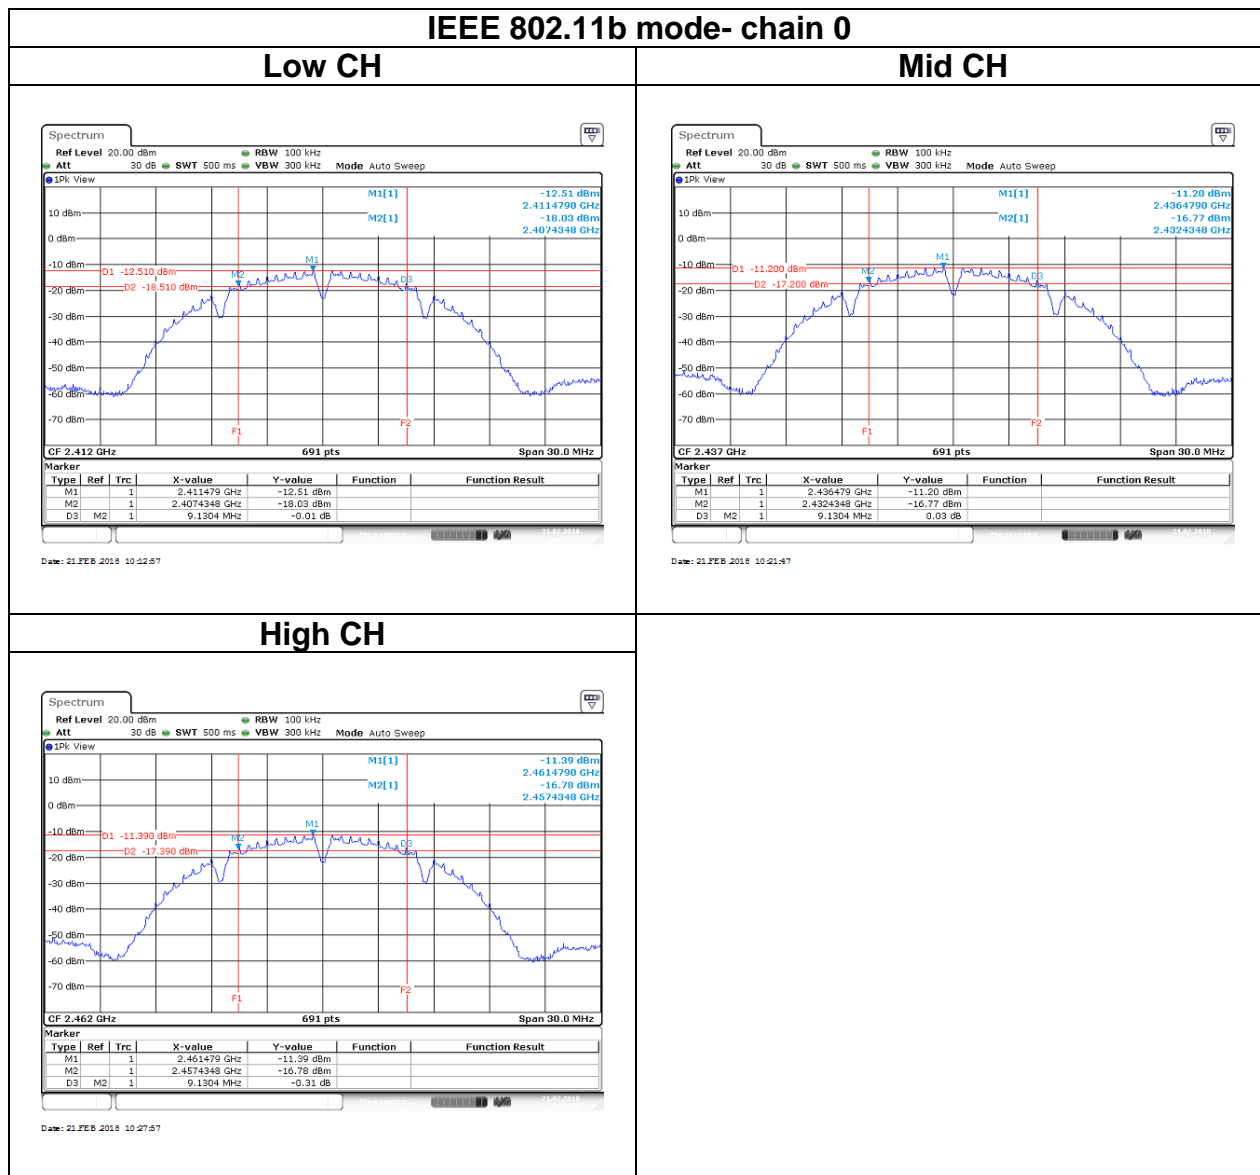 IEEE 802.11b mode- chain 0
Low CH
Mid CH
Spectrum
Ref Level 20.00 dBm RBW 100 kHz
Att 30 dB SWT 500 ms VBW 300 kHz Mode Auto Sweep
1Pk View
M1[1] -12.51 dBm
2.4114790 GHz
M2[1] -18.03 dBm
2.4074348 GHz
10 dBm
0 dBm
-10 dBm
D1 -12.510 dBm
M1
M2
D3
D2 -18.510 dBm
-20 dBm
-30 dBm
-40 dBm
-50 dBm
-60 dBm
-70 dBm
F1
F2
CF 2.412 GHz 691 pts Span 30.0 MHz
Marker
Type Ref Trc X-value Y-value Function Function Result
M1 1 2.411479 GHz -12.51 dBm
M2 1 2.4074348 GHz -18.03 dBm
D3 M2 1 9.1304 MHz -0.01 dB
Date: 21.FEB.2018 10:12:57
Spectrum
Ref Level 20.00 dBm RBW 100 kHz
Att 30 dB SWT 500 ms VBW 300 kHz Mode Auto Sweep
1Pk View
M1[1] -11.20 dBm
2.4364790 GHz
M2[1] -16.77 dBm
2.4324348 GHz
10 dBm
0 dBm
-10 dBm
D1 -11.200 dBm
M1
M2
D3
D2 -17.200 dBm
-20 dBm
-30 dBm
-40 dBm
-50 dBm
-60 dBm
-70 dBm
F1
F2
CF 2.437 GHz 691 pts Span 30.0 MHz
Marker
Type Ref Trc X-value Y-value Function Function Result
M1 1 2.436479 GHz -11.20 dBm
M2 1 2.4324348 GHz -16.77 dBm
D3 M2 1 9.1304 MHz 0.03 dB
Date: 21.FEB.2018 10:21:47
High CH
Spectrum
Ref Level 20.00 dBm RBW 100 kHz
Att 30 dB SWT 500 ms VBW 300 kHz Mode Auto Sweep
1Pk View
M1[1] -11.39 dBm
2.4614790 GHz
M2[1] -16.78 dBm
2.4574348 GHz
10 dBm
0 dBm
-10 dBm
D1 -11.390 dBm
M1
M2
D3
D2 -17.390 dBm
-20 dBm
-30 dBm
-40 dBm
-50 dBm
-60 dBm
-70 dBm
F1
F2
CF 2.462 GHz 691 pts Span 30.0 MHz
Marker
Type Ref Trc X-value Y-value Function Function Result
M1 1 2.461479 GHz -11.39 dBm
M2 1 2.4574348 GHz -16.78 dBm
D3 M2 1 9.1304 MHz -0.31 dB
Date: 21.FEB.2018 10:27:57